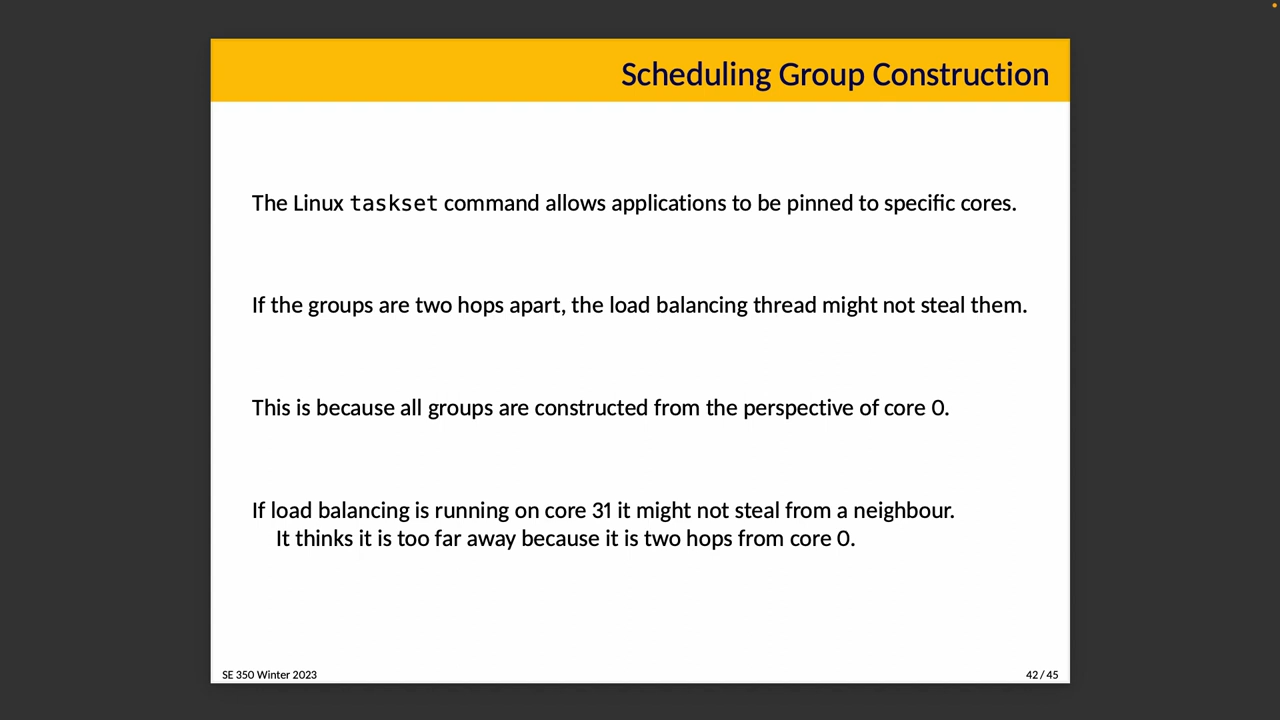 Scheduling Group Construction
The Linux taskset command allows applications to be pinned to specific cores.
If the groups are two hops apart, the load balancing thread might not steal them.
This is because all groups are constructed from the perspective of core 0.
If load balancing is running on core 31 it might not steal from a neighbour.
It thinks it is too far away because it is two hops from core 0.
SE 350 Winter 2023
42 / 45